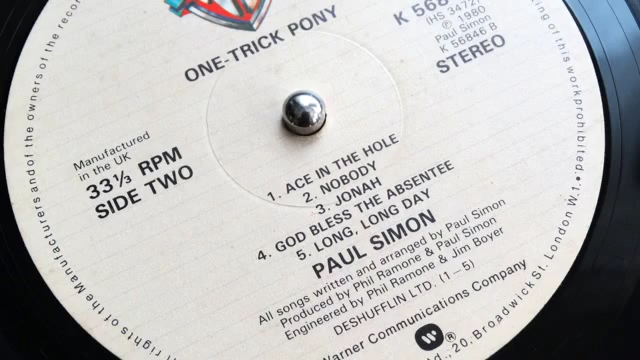 ONE-TRICK PONY
K 568
(HS 3472
℗ 1980
Paul Simon
K 56846 B
STEREO
Manufactured
in the UK
33⅓ RPM
SIDE TWO
1. ACE IN THE HOLE
2. NOBODY
3. JONAH
4. GOD BLESS THE ABSENTEE
5. LONG, LONG DAY
PAUL SIMON
All songs written and arranged by Paul Simon
Produced by Phil Ramone & Paul Simon
Engineered by Phil Ramone & Jim Boyer
DESHUFFLIN LTD. (1—5)
Warner Communications Company
W ®
rights of the Manufacturers and of the owners of the recor
ing of this work prohibited.
20, Broadwick St. London W.1.